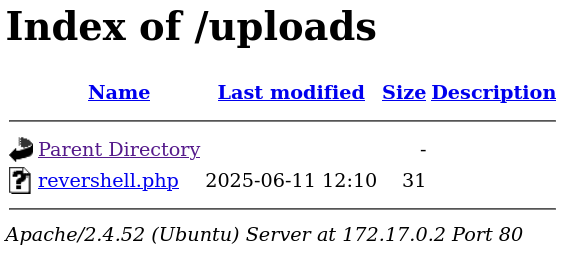 Index of /uploads
Name Last modified Size Description
Parent Directory -
revershell.php 2025-06-11 12:10 31
Apache/2.4.52 (Ubuntu) Server at 172.17.0.2 Port 80